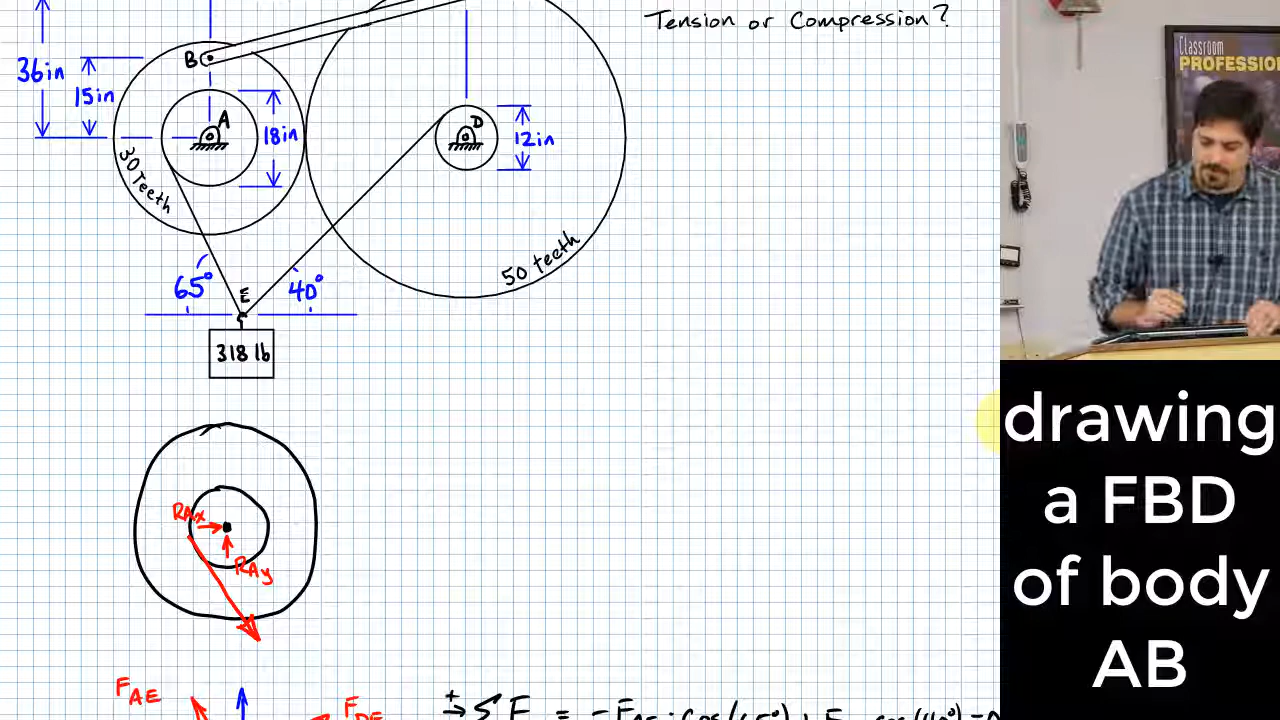 Tension or Compression?
36in
15in
B
A
18in
D
12in
30 Teeth
50 teeth
65°
E
40°
318 lb
RAx
RAy
FAE
FDE
Classroom
PROFESSION
drawing
a FBD
of body
AB